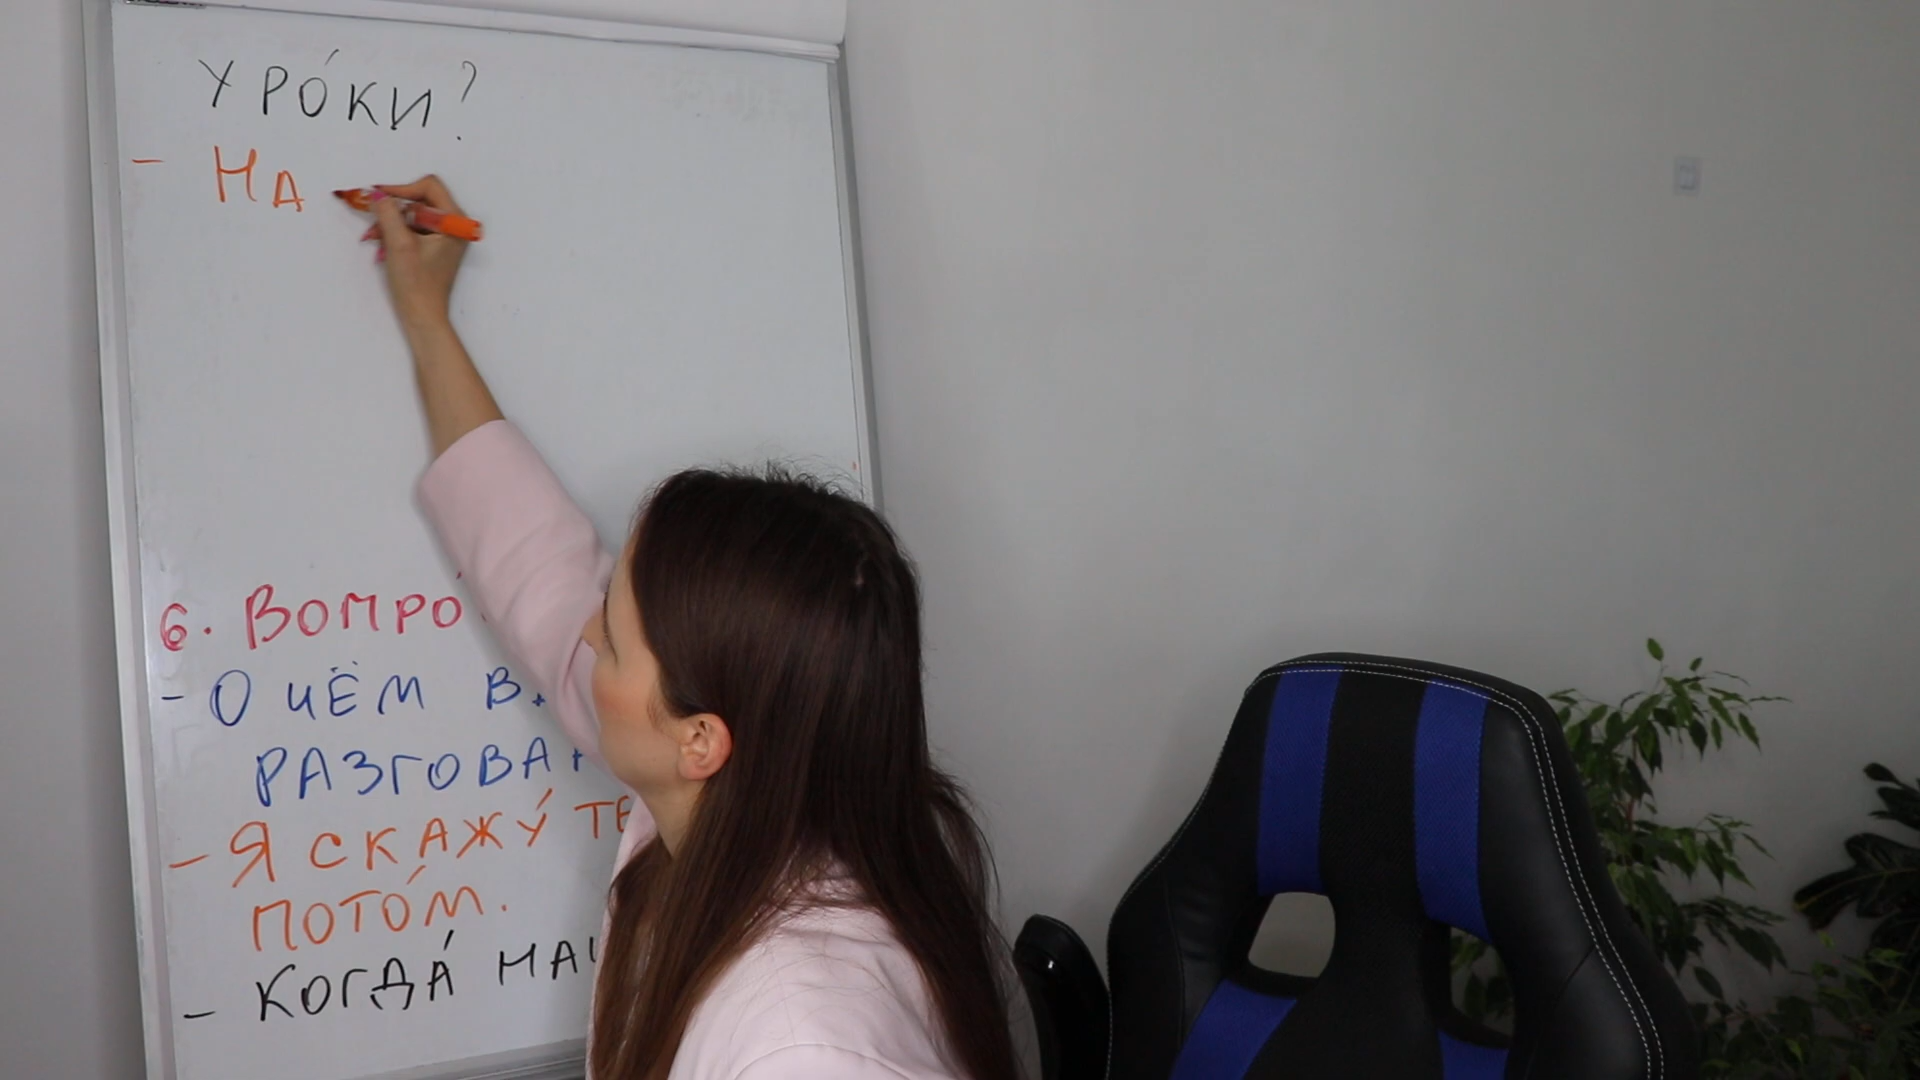 УРО́КИ?
- НА
6. ВОПРО
- О ЧЁМ В
РАЗГОВА
- Я СКАЖУ́ ТЕ
ПОТО́М.
- КОГДА́ НА